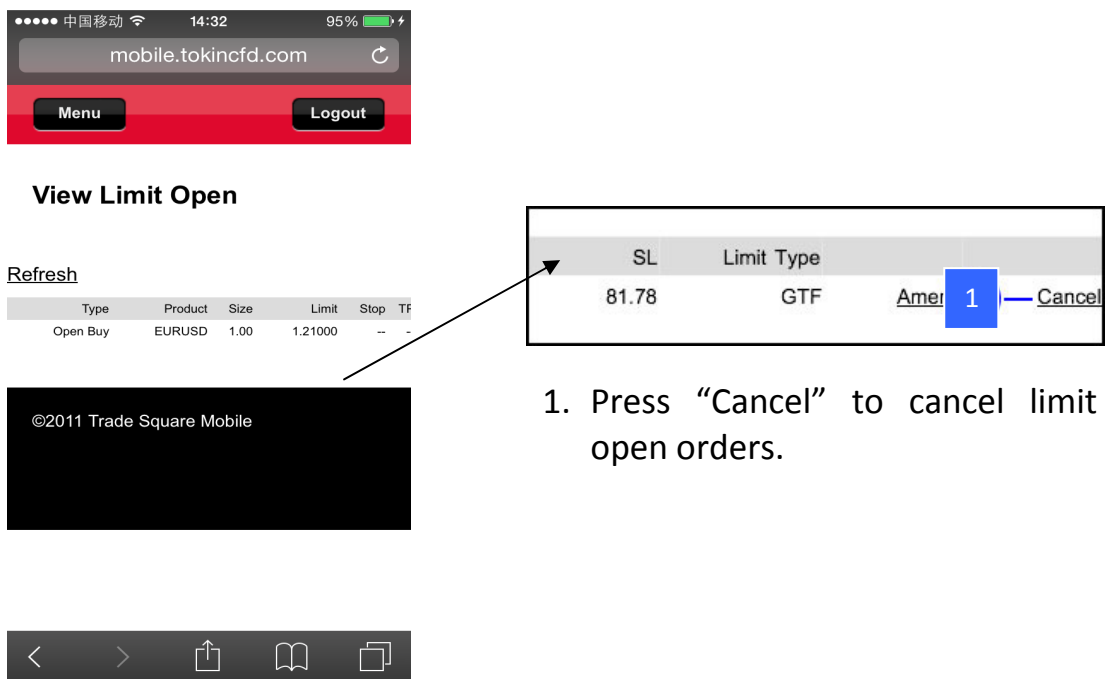 中国移动 14:32 95%
mobile.tokincfd.com
Menu Logout
View Limit Open
Refresh
Type Product Size Limit Stop
Open Buy EURUSD 1.00 1.21000 -- -
©2011 Trade Square Mobile
SL Limit Type
81.78 GTF 1 Cancel
1. Press “Cancel” to cancel limit
open orders.